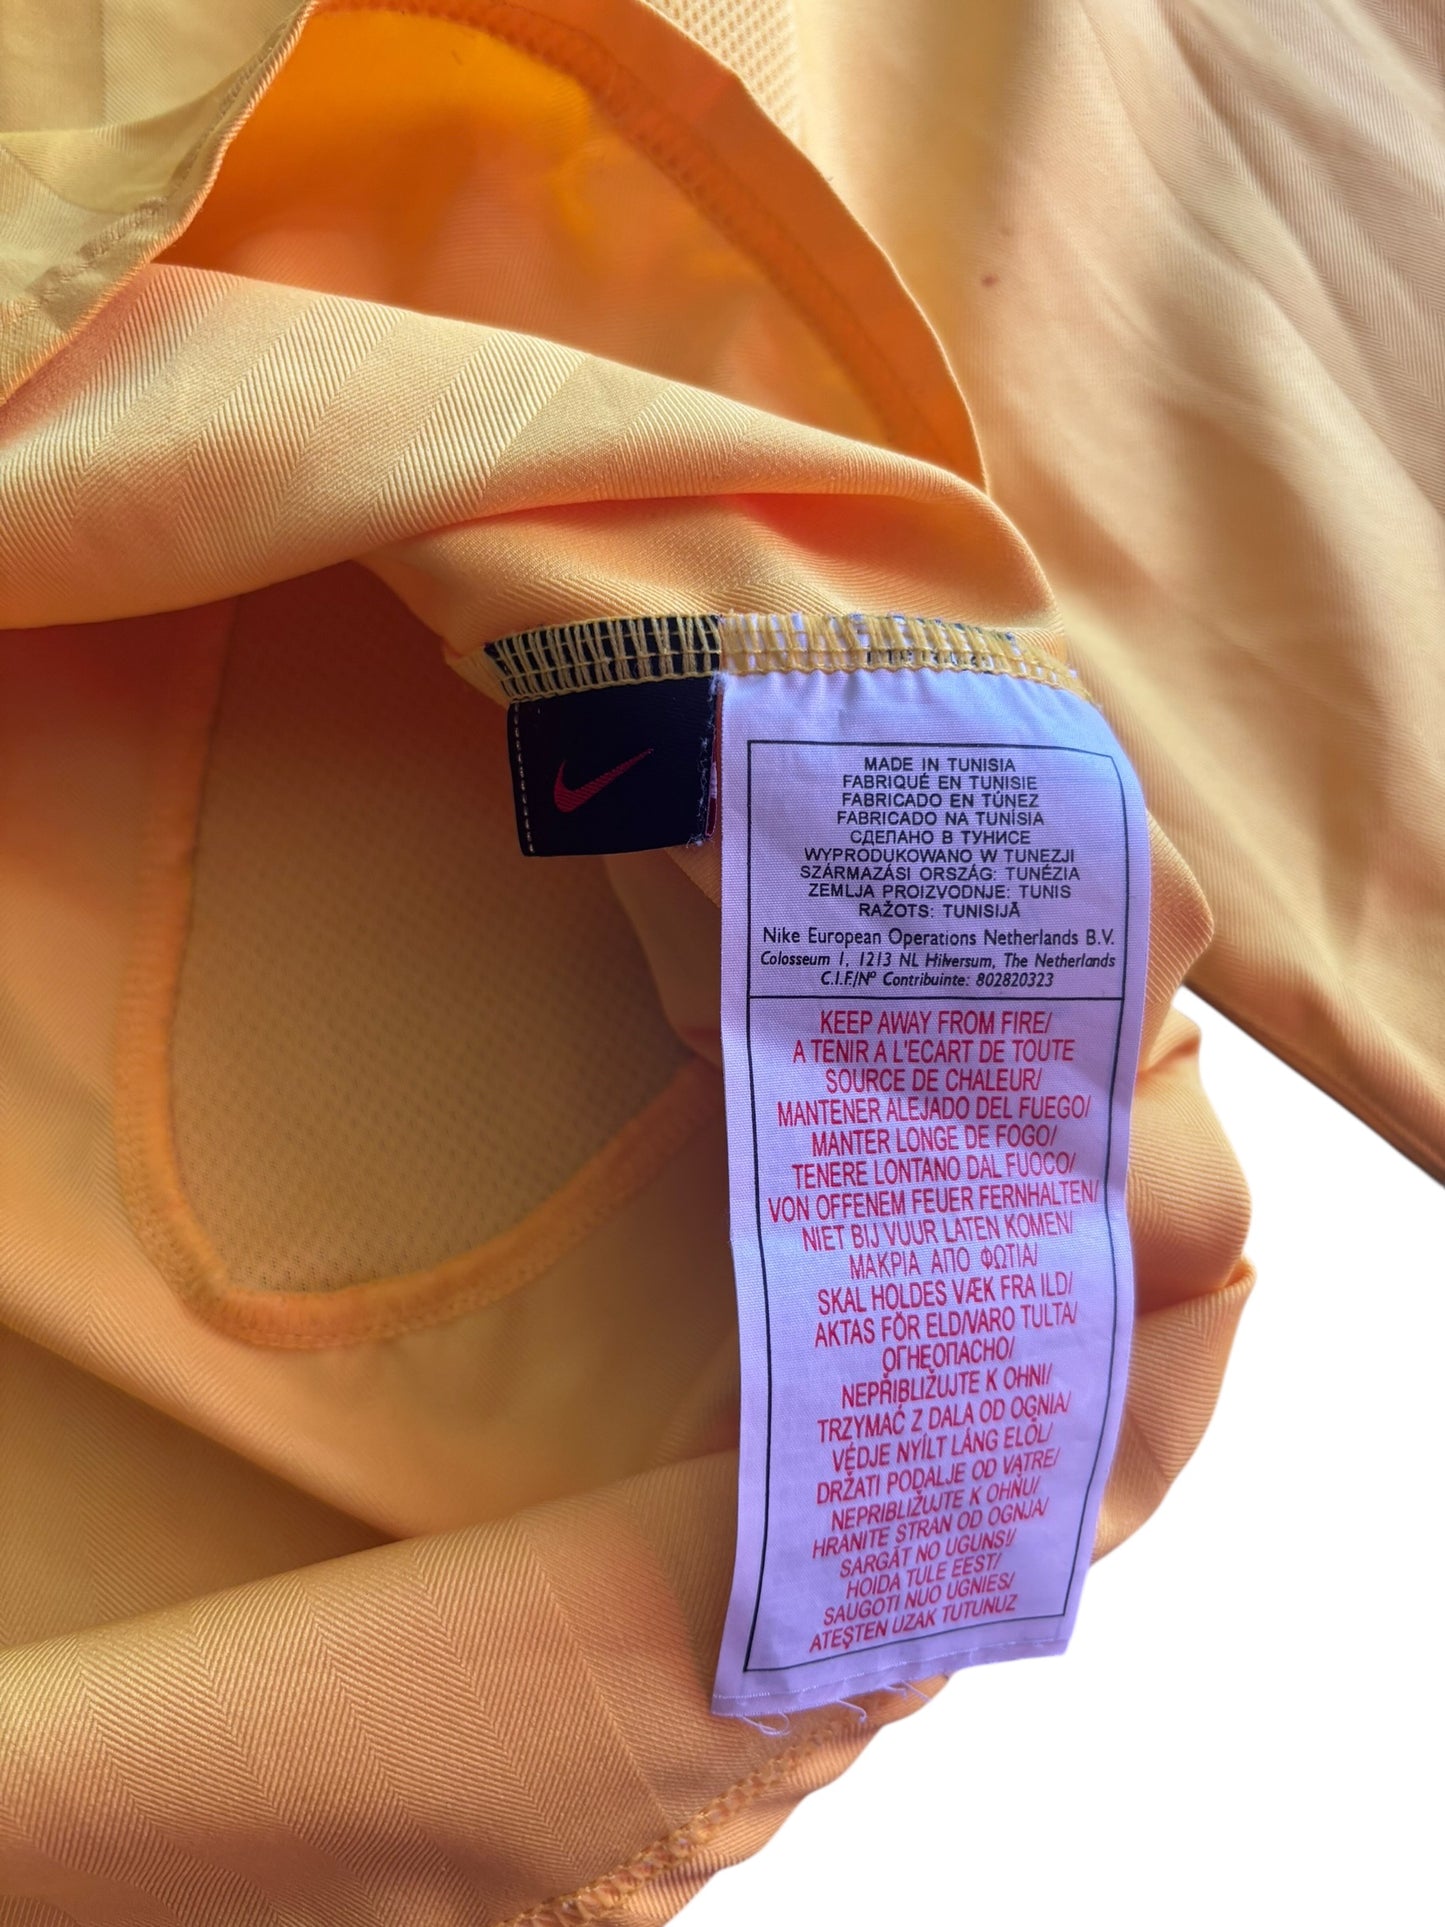 MADE IN TUNISIA
FABRIQUÉ EN TUNISIE
FABRICADO EN TÚNEZ
FABRICADO NA TUNÍSIA
СДЕЛАНО В ТУНИСЕ
WYPRODUKOWANO W TUNEZJI
SZÁRMAZÁSI ORSZÁG: TUNÉZIA
ZEMLJA PROIZVODNJE: TUNIS
RAŽOTS: TUNISIJĀ
Nike European Operations Netherlands B.V.
Colosseum 1, 1213 NL Hilversum, The Netherlands
C.I.F./Nº Contribuinte: 802820323
KEEP AWAY FROM FIRE/
A TENIR A L'ECART DE TOUTE
SOURCE DE CHALEUR/
MANTENER ALEJADO DEL FUEGO/
MANTER LONGE DE FOGO/
TENERE LONTANO DAL FUOCO/
VON OFFENEM FEUER FERNHALTEN/
NIET BIJ VUUR LATEN KOMEN/
ΜΑΚΡΙΑ ΑΠΟ ΦΩΤΙΑ/
SKAL HOLDES VÆK FRA ILD/
AKTAS FÖR ELD/VARO TULTA/
ОГНЕОПАСНО/
NEPŘIBLIŽUJTE K OHNI/
TRZYMAĆ Z DALA OD OGNIA/
VÉDJE NYÍLT LÁNG ELÖL/
DRŽATI PODALJE OD VATRE/
NEPRIBLIŽUJTE K OHŇU/
HRANITE STRAN OD OGNJA/
SARGĀT NO UGUNS!/
HOIDA TULE EEST/
SAUGOTI NUO UGNIES/
ATEŞTEN UZAK TUTUNUZ